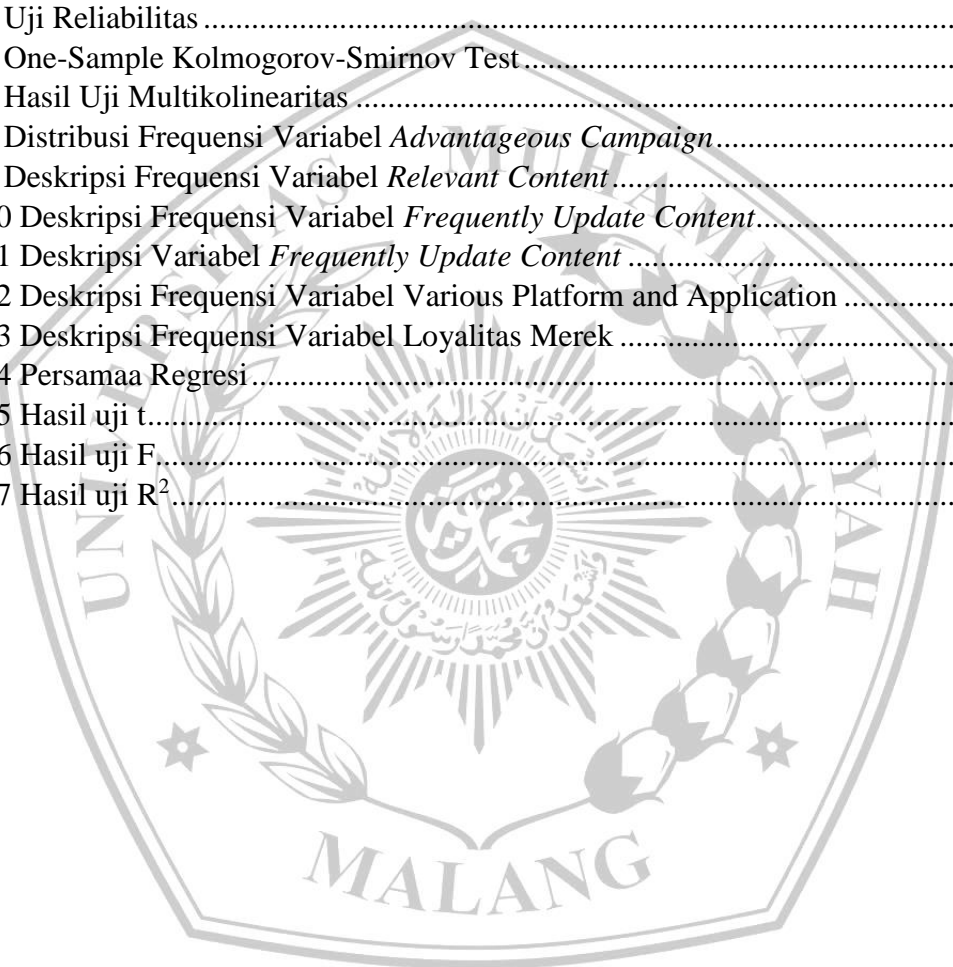 Uji Reliabilitas
One-Sample Kolmogorov-Smirnov Test
Hasil Uji Multikolinearitas
Distribusi Frequensi Variabel Advantageous Campaign
Deskripsi Frequensi Variabel Relevant Content
0 Deskripsi Frequensi Variabel Frequently Update Content
1 Deskripsi Variabel Frequently Update Content
2 Deskripsi Frequensi Variabel Various Platform and Application
3 Deskripsi Frequensi Variabel Loyalitas Merek
4 Persamaa Regresi
5 Hasil uji t
6 Hasil uji F
7 Hasil uji R²
UNIVERSITAS MUHAMMADIYAH
MALANG